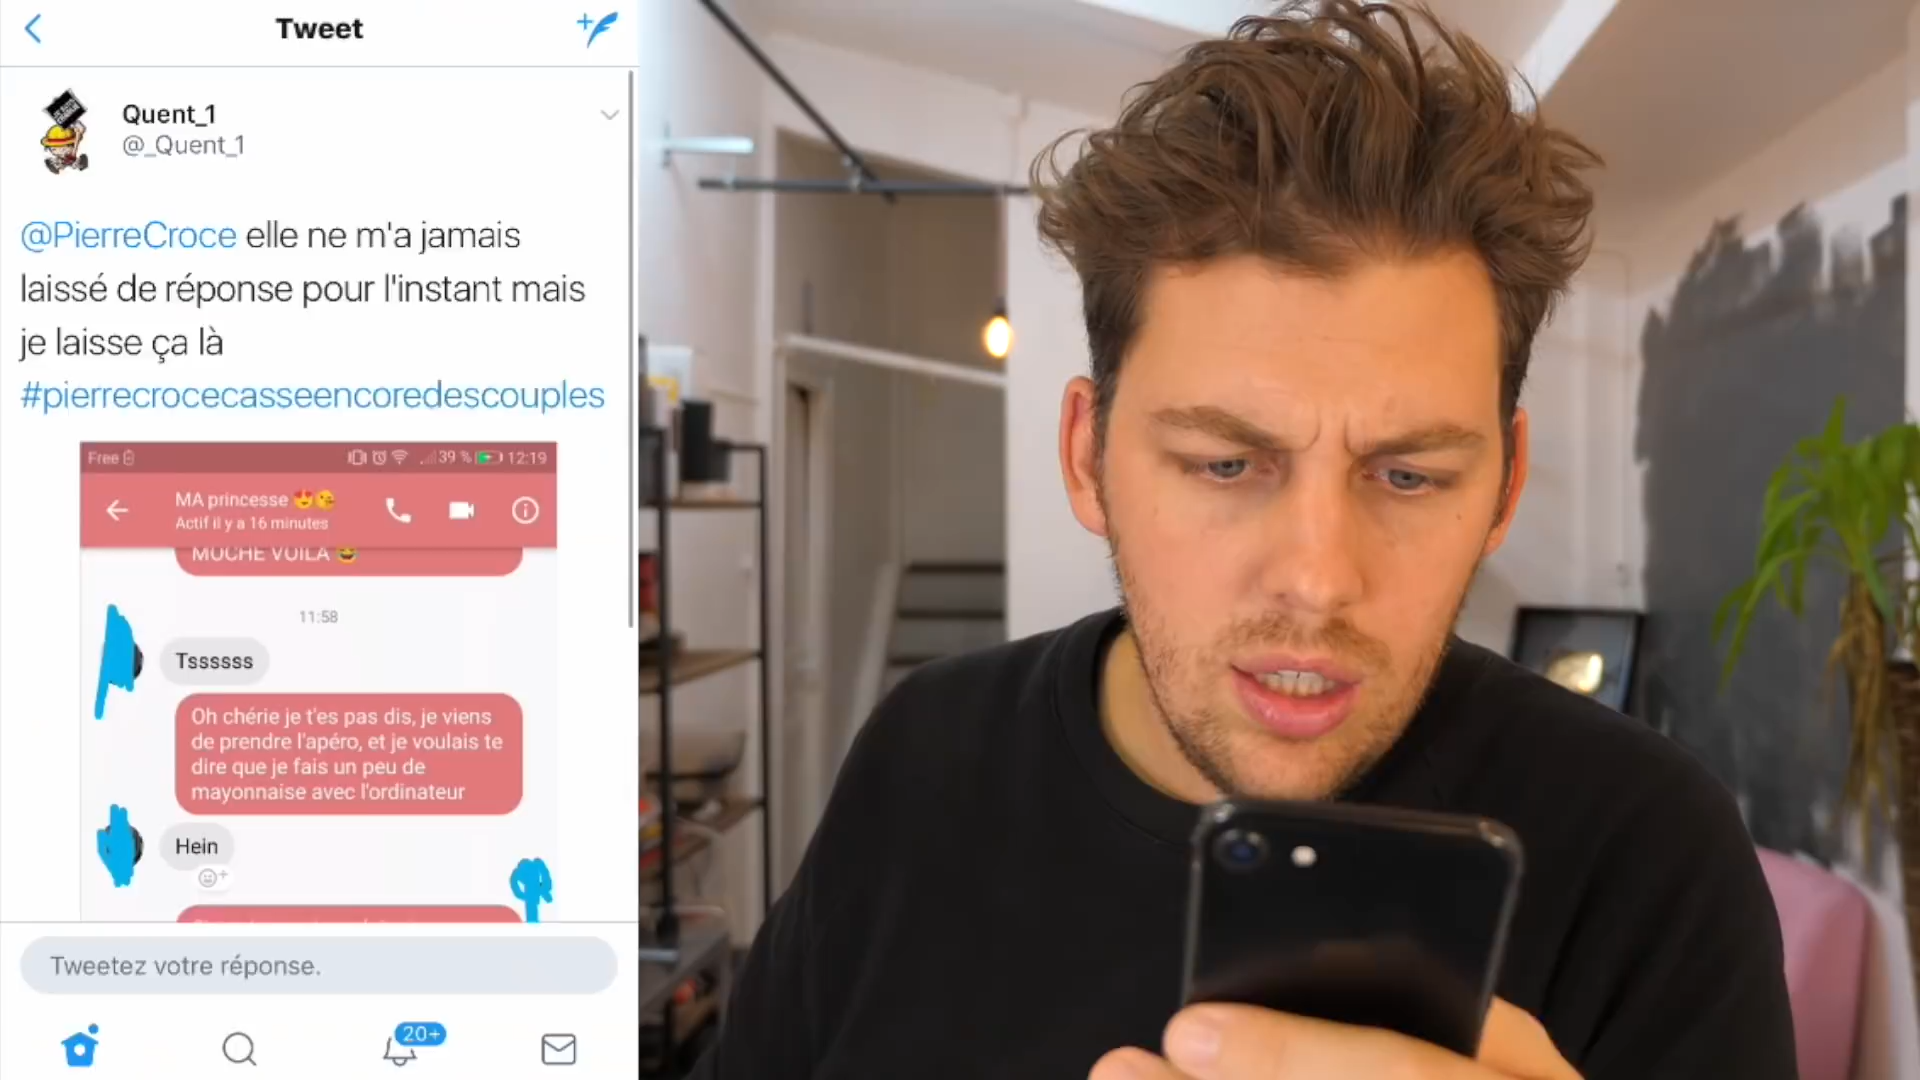 Tweet
Quent_1
@_Quent_1
@PierreCroce elle ne m'a jamais
laissé de réponse pour l'instant mais
je laisse ça là
#pierrecrocecasseencoredescouples
Free 39 % 12:19
MA princesse 😍😘
Actif il y a 16 minutes
MOCHE VOILA 😂
11:58
Tssssss
Oh chérie je t'es pas dis, je viens
de prendre l'apéro, et je voulais te
dire que je fais un peu de
mayonnaise avec l'ordinateur
Hein
Tweetez votre réponse.
20+